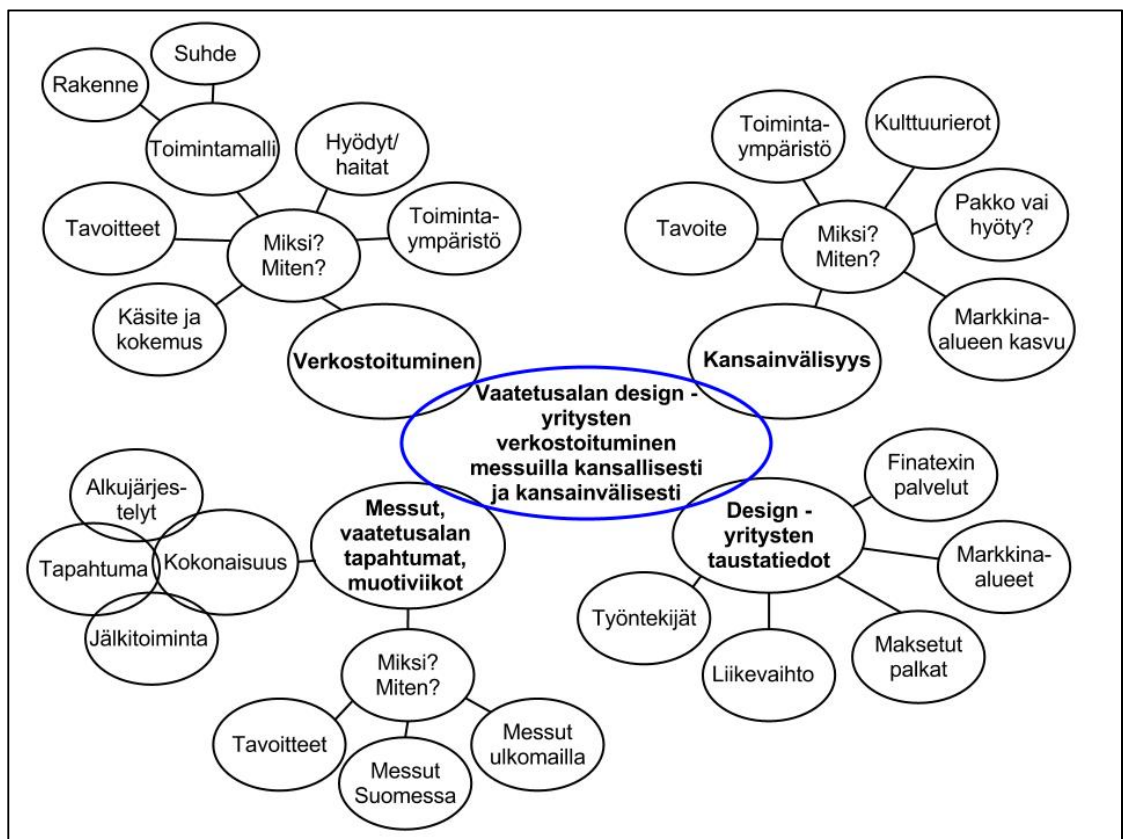 Suhde
Rakenne
Toimintamalli
Hyödyt/
haitat
Tavoitteet
Miksi?
Miten?
Toiminta-
ympäristö
Käsite ja
kokemus
Verkostoituminen
Toiminta-
ympäristö
Kulttuurierot
Tavoite
Miksi?
Miten?
Pakko vai
hyöty?
Markkina-
alueen kasvu
Kansainvälisyys
Vaatetusalan design -
yritysten
verkostoituminen
messuilla kansallisesti
ja kansainvälisesti
Alkujärjes-
telyt
Tapahtuma
Kokonaisuus
Jälkitoiminta
Messut,
vaatetusalan
tapahtumat,
muotiviikot
Miksi?
Miten?
Tavoitteet
Messut
Suomessa
Messut
ulkomailla
Design -
yritysten
taustatiedot
Finatexin
palvelut
Markkina-
alueet
Maksetut
palkat
Liikevaihto
Työntekijät